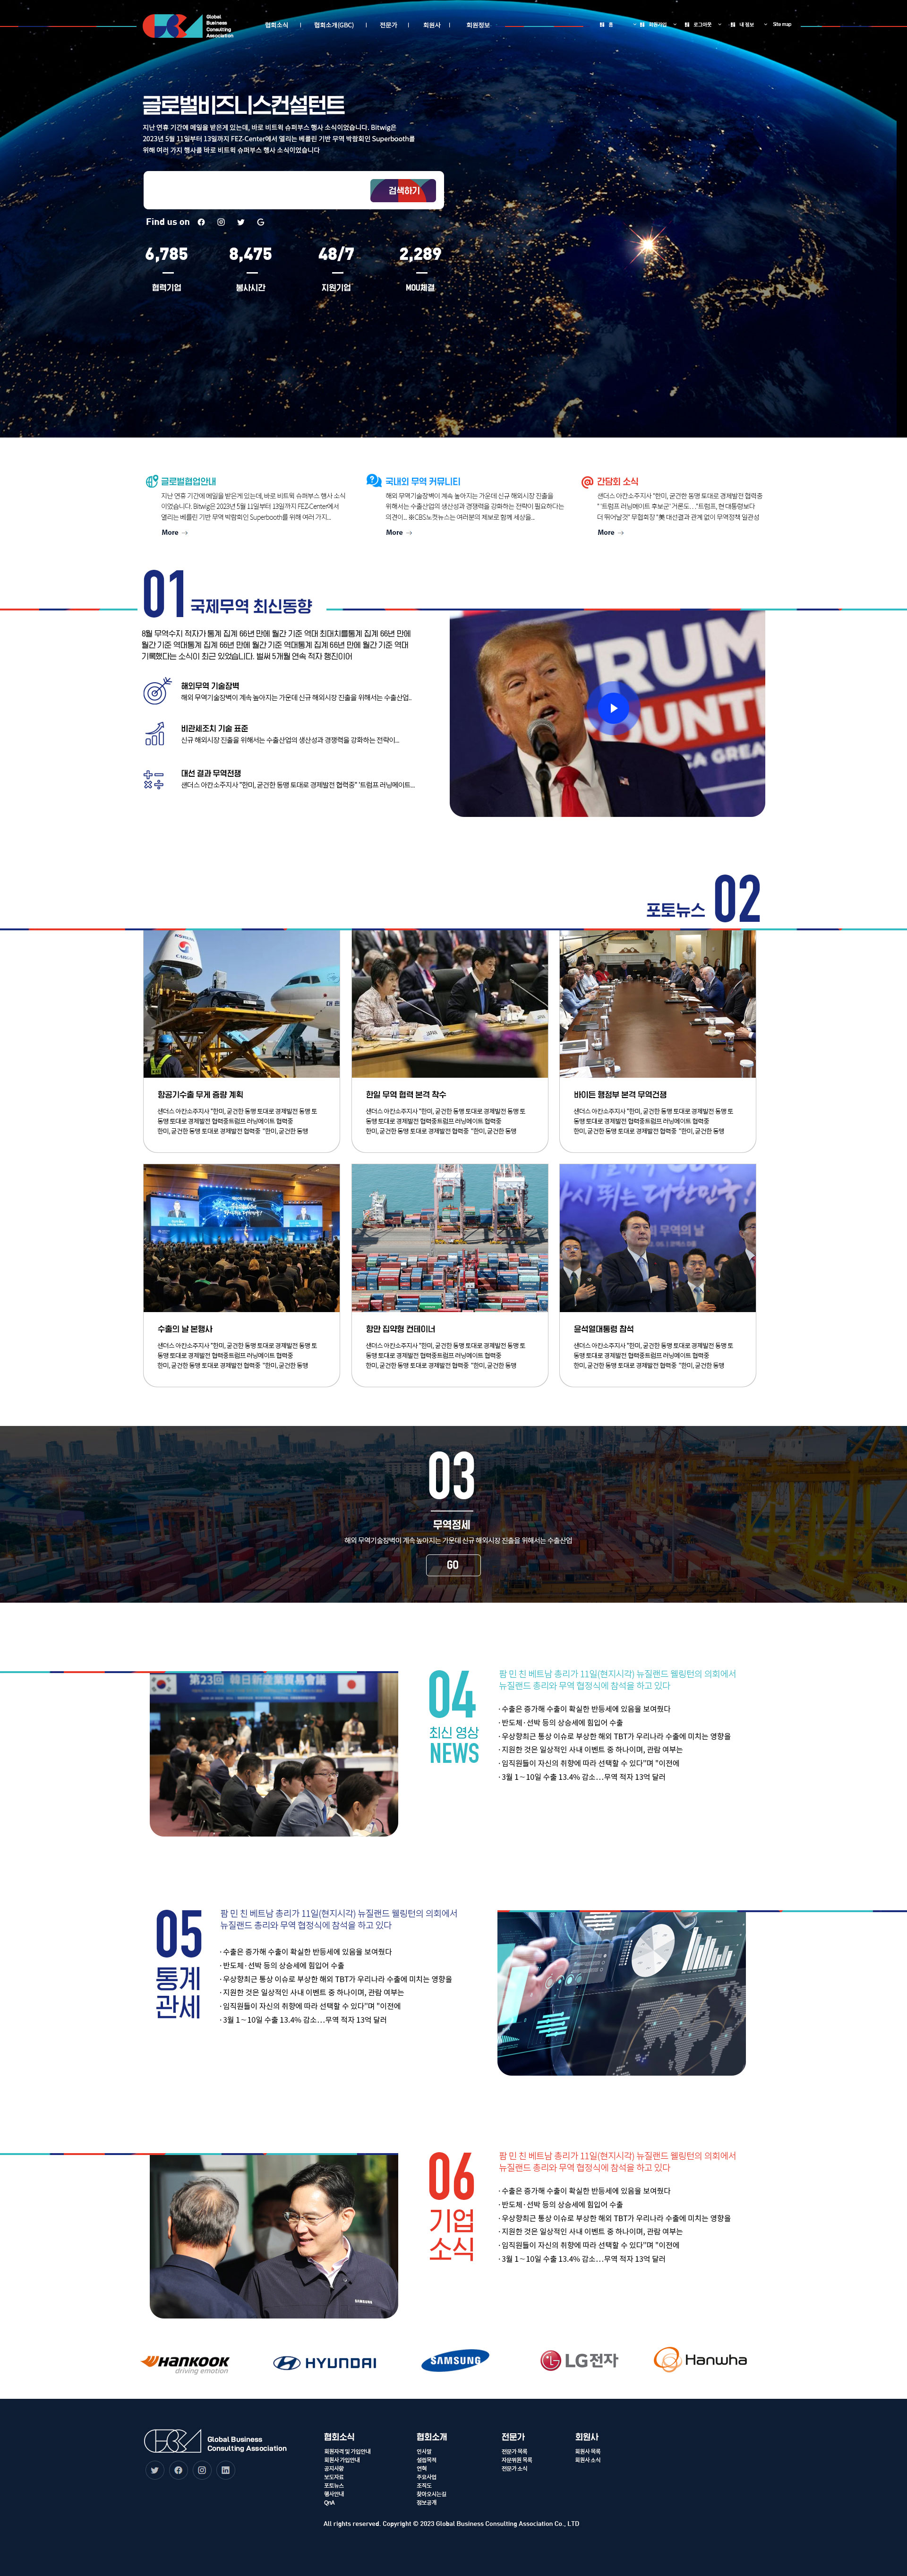 Global
Business
Consulting
Association
협회소식 협회소개(GBC) 전문가 회원사 회원정보
홈 회원가입 로그아웃 내 정보 Site map
글로벌비즈니스컨설턴트
지난 연휴 기간에 메일을 받은게 있는데, 바로 비트윅 슈퍼부스 행사 소식이었습니다. Bitwig은
2023년 5월 11일부터 13일까지 FEZ-Center에서 열리는 베를린 기반 무역 박람회인 Superbooth를
위해 여러 가지 행사를 바로 비트윅 슈퍼부스 행사 소식이었습니다
검색하기
Find us on
6,785 8,475 48/7 2,289
협력기업 봉사시간 지원기업 MOU체결
글로벌협업안내
지난 연휴 기간에 메일을 받은게 있는데, 바로 비트윅 슈퍼부스 행사 소식
이었습니다. Bitwig은 2023년 5월 11일부터 13일까지 FEZ-Center에서
열리는 베를린 기반 무역 박람회인 Superbooth를 위해 여러 가지...
More
국내외 무역 커뮤니티
해외 무역기술장벽이 계속 높아지는 가운데 신규 해외시장 진출을
위해서는 수출산업의 생산성과 경쟁력을 강화하는 전략이 필요하다는
의견이... ※CBS노컷뉴스는 여러분의 제보로 함께 세상을...
More
간담회 소식
샌더스 아칸소주지사 "한미, 굳건한 동맹 토대로 경제발전 협력중
" '트럼프 러닝메이트 후보군' 거론도…"트럼프, 현 대통령보다
더 뛰어날것" 무협회장 "美 대선결과 관계 없이 무역정책 일관성
More
01 국제무역 최신동향
8월 무역수지 적자가 통계 집계 66년 만에 월간 기준 역대 최대치를통계 집계 66년 만에
월간 기준 역대통계 집계 66년 만에 월간 기준 역대통계 집계 66년 만에 월간 기준 역대
기록했다는 소식이 최근 있었습니다. 벌써 5개월 연속 적자 행진이어
해외무역 기술장벽
해외 무역기술장벽이 계속 높아지는 가운데 신규 해외시장 진출을 위해서는 수출산업...
비관세조치 기술 표준
신규 해외시장 진출을 위해서는 수출산업의 생산성과 경쟁력을 강화하는 전략이...
대선 결과 무역전쟁
샌더스 아칸소주지사 "한미, 굳건한 동맹 토대로 경제발전 협력중" '트럼프 러닝메이트...
TRUMP
포토뉴스 02
항공기수출 무게 중량 계획
샌더스 아칸소주지사 "한미, 굳건한 동맹 토대로 경제발전 동맹 토
동맹 토대로 경제발전 협력중트럼프 러닝메이트 협력중
한미, 굳건한 동맹 토대로 경제발전 협력중 "한미, 굳건한 동맹
한일 무역 협력 본격 착수
샌더스 아칸소주지사 "한미, 굳건한 동맹 토대로 경제발전 동맹 토
동맹 토대로 경제발전 협력중트럼프 러닝메이트 협력중
한미, 굳건한 동맹 토대로 경제발전 협력중 "한미, 굳건한 동맹
바이든 행정부 본격 무역전쟁
샌더스 아칸소주지사 "한미, 굳건한 동맹 토대로 경제발전 동맹 토
동맹 토대로 경제발전 협력중트럼프 러닝메이트 협력중
한미, 굳건한 동맹 토대로 경제발전 협력중 "한미, 굳건한 동맹
수출의 날 본행사
샌더스 아칸소주지사 "한미, 굳건한 동맹 토대로 경제발전 동맹 토
동맹 토대로 경제발전 협력중트럼프 러닝메이트 협력중
한미, 굳건한 동맹 토대로 경제발전 협력중 "한미, 굳건한 동맹
항만 집약형 컨테이너
샌더스 아칸소주지사 "한미, 굳건한 동맹 토대로 경제발전 동맹 토
동맹 토대로 경제발전 협력중트럼프 러닝메이트 협력중
한미, 굳건한 동맹 토대로 경제발전 협력중 "한미, 굳건한 동맹
윤석열대통령 참석
샌더스 아칸소주지사 "한미, 굳건한 동맹 토대로 경제발전 동맹 토
동맹 토대로 경제발전 협력중트럼프 러닝메이트 협력중
한미, 굳건한 동맹 토대로 경제발전 협력중 "한미, 굳건한 동맹
03
무역정세
해외 무역기술장벽이 계속 높아지는 가운데 신규 해외시장 진출을 위해서는 수출산업
GO
第23回 韓日新産業貿易會議
04
최신 영상
NEWS
팜 민 친 베트남 총리가 11일(현지시각) 뉴질랜드 웰링턴의 의회에서
뉴질랜드 총리와 무역 협정식에 참석을 하고 있다
· 수출은 증가해 수출이 확실한 반등세에 있음을 보여줬다
· 반도체·선박 등의 상승세에 힘입어 수출
· 우상향최근 통상 이슈로 부상한 해외 TBT가 우리나라 수출에 미치는 영향을
· 지원한 것은 일상적인 사내 이벤트 중 하나이며, 관람 여부는
· 임직원들이 자신의 취향에 따라 선택할 수 있다"며 "이전에
· 3월 1∼10일 수출 13.4% 감소…무역 적자 13억 달러
05
통계
관세
팜 민 친 베트남 총리가 11일(현지시각) 뉴질랜드 웰링턴의 의회에서
뉴질랜드 총리와 무역 협정식에 참석을 하고 있다
· 수출은 증가해 수출이 확실한 반등세에 있음을 보여줬다
· 반도체·선박 등의 상승세에 힘입어 수출
· 우상향최근 통상 이슈로 부상한 해외 TBT가 우리나라 수출에 미치는 영향을
· 지원한 것은 일상적인 사내 이벤트 중 하나이며, 관람 여부는
· 임직원들이 자신의 취향에 따라 선택할 수 있다"며 "이전에
· 3월 1∼10일 수출 13.4% 감소…무역 적자 13억 달러
06
기업
소식
팜 민 친 베트남 총리가 11일(현지시각) 뉴질랜드 웰링턴의 의회에서
뉴질랜드 총리와 무역 협정식에 참석을 하고 있다
· 수출은 증가해 수출이 확실한 반등세에 있음을 보여줬다
· 반도체·선박 등의 상승세에 힘입어 수출
· 우상향최근 통상 이슈로 부상한 해외 TBT가 우리나라 수출에 미치는 영향을
· 지원한 것은 일상적인 사내 이벤트 중 하나이며, 관람 여부는
· 임직원들이 자신의 취향에 따라 선택할 수 있다"며 "이전에
· 3월 1∼10일 수출 13.4% 감소…무역 적자 13억 달러
SAMSUNG
HANKOOK
driving emotion
HYUNDAI
SAMSUNG
LG전자
Hanwha
Global Business
Consulting Association
협회소식
회원자격 및 가입안내
회원사 가입안내
공지사항
보도자료
포토뉴스
행사안내
QnA
협회소개
인사말
설립목적
연혁
주요사업
조직도
찾아오시는길
정보공개
전문가
전문가 목록
자문위원 목록
전문가 소식
회원사
회원사 목록
회원사 소식
All rights reserved. Copyright © 2023 Global Business Consulting Association Co., LTD